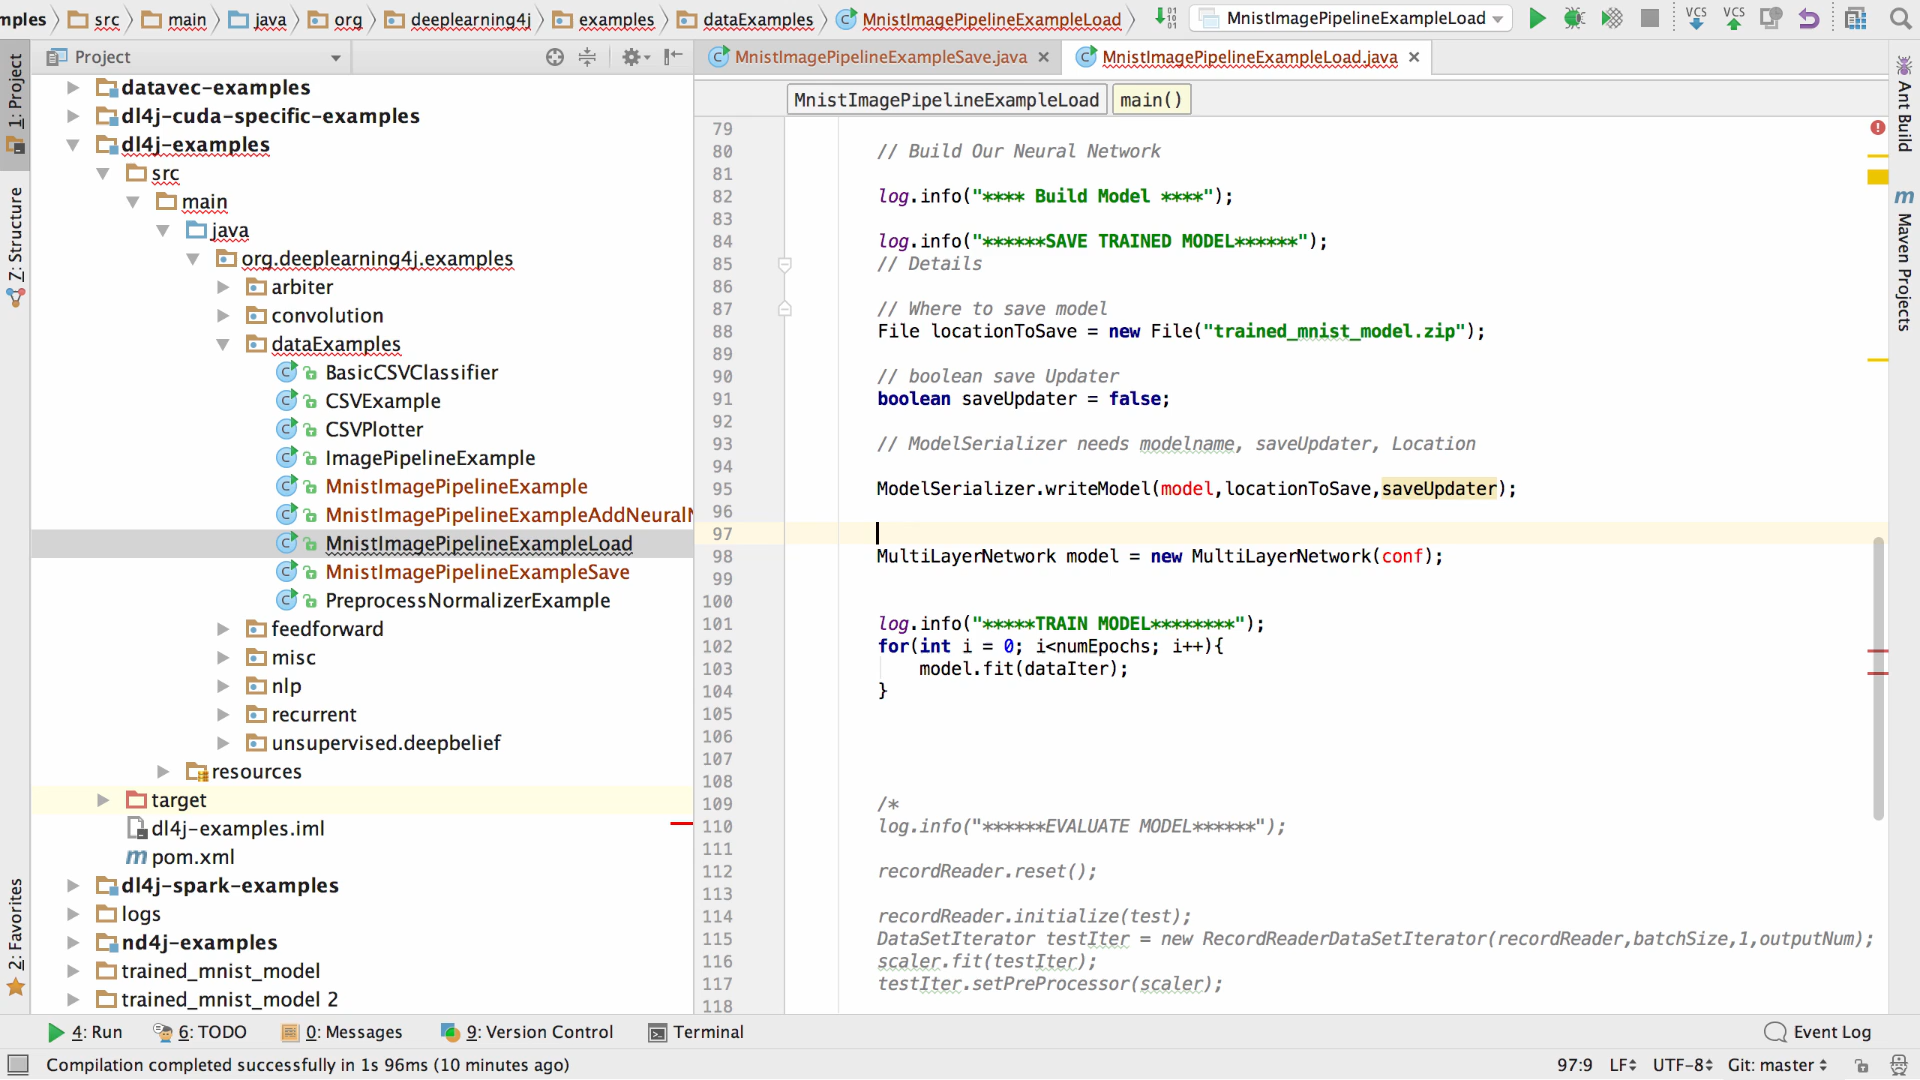 mples src main java org deeplearning4j examples dataExamples MnistImagePipelineExampleLoad MnistImagePipelineExampleLoad
Project
MnistImagePipelineExampleSave.java MnistImagePipelineExampleLoad.java
MnistImagePipelineExampleLoad main()
1: Project
Z: Structure
2: Favorites
datavec-examples
dl4j-cuda-specific-examples
dl4j-examples
src
main
java
org.deeplearning4j.examples
arbiter
convolution
dataExamples
BasicCSVClassifier
CSVExample
CSVPlotter
ImagePipelineExample
MnistImagePipelineExample
MnistImagePipelineExampleAddNeuralN
MnistImagePipelineExampleLoad
MnistImagePipelineExampleSave
PreprocessNormalizerExample
feedforward
misc
nlp
recurrent
unsupervised.deepbelief
resources
target
dl4j-examples.iml
pom.xml
dl4j-spark-examples
logs
nd4j-examples
trained_mnist_model
trained_mnist_model 2
79
80 // Build Our Neural Network
81
82 log.info("**** Build Model ****");
83
84 log.info("******SAVE TRAINED MODEL******");
85 // Details
86
87 // Where to save model
88 File locationToSave = new File("trained_mnist_model.zip");
89
90 // boolean save Updater
91 boolean saveUpdater = false;
92
93 // ModelSerializer needs modelname, saveUpdater, Location
94
95 ModelSerializer.writeModel(model,locationToSave,saveUpdater);
96
97
98 MultiLayerNetwork model = new MultiLayerNetwork(conf);
99
100
101 log.info("*****TRAIN MODEL********");
102 for(int i = 0; i<numEpochs; i++){
103 model.fit(dataIter);
104 }
105
106
107
108
109 /*
110 log.info("******EVALUATE MODEL******");
111
112 recordReader.reset();
113
114 recordReader.initialize(test);
115 DataSetIterator testIter = new RecordReaderDataSetIterator(recordReader,batchSize,1,outputNum);
116 scaler.fit(testIter);
117 testIter.setPreProcessor(scaler);
118
Ant Build
m Maven Projects
4: Run 6: TODO 0: Messages 9: Version Control Terminal Event Log
Compilation completed successfully in 1s 96ms (10 minutes ago) 97:9 LF UTF-8 Git: master